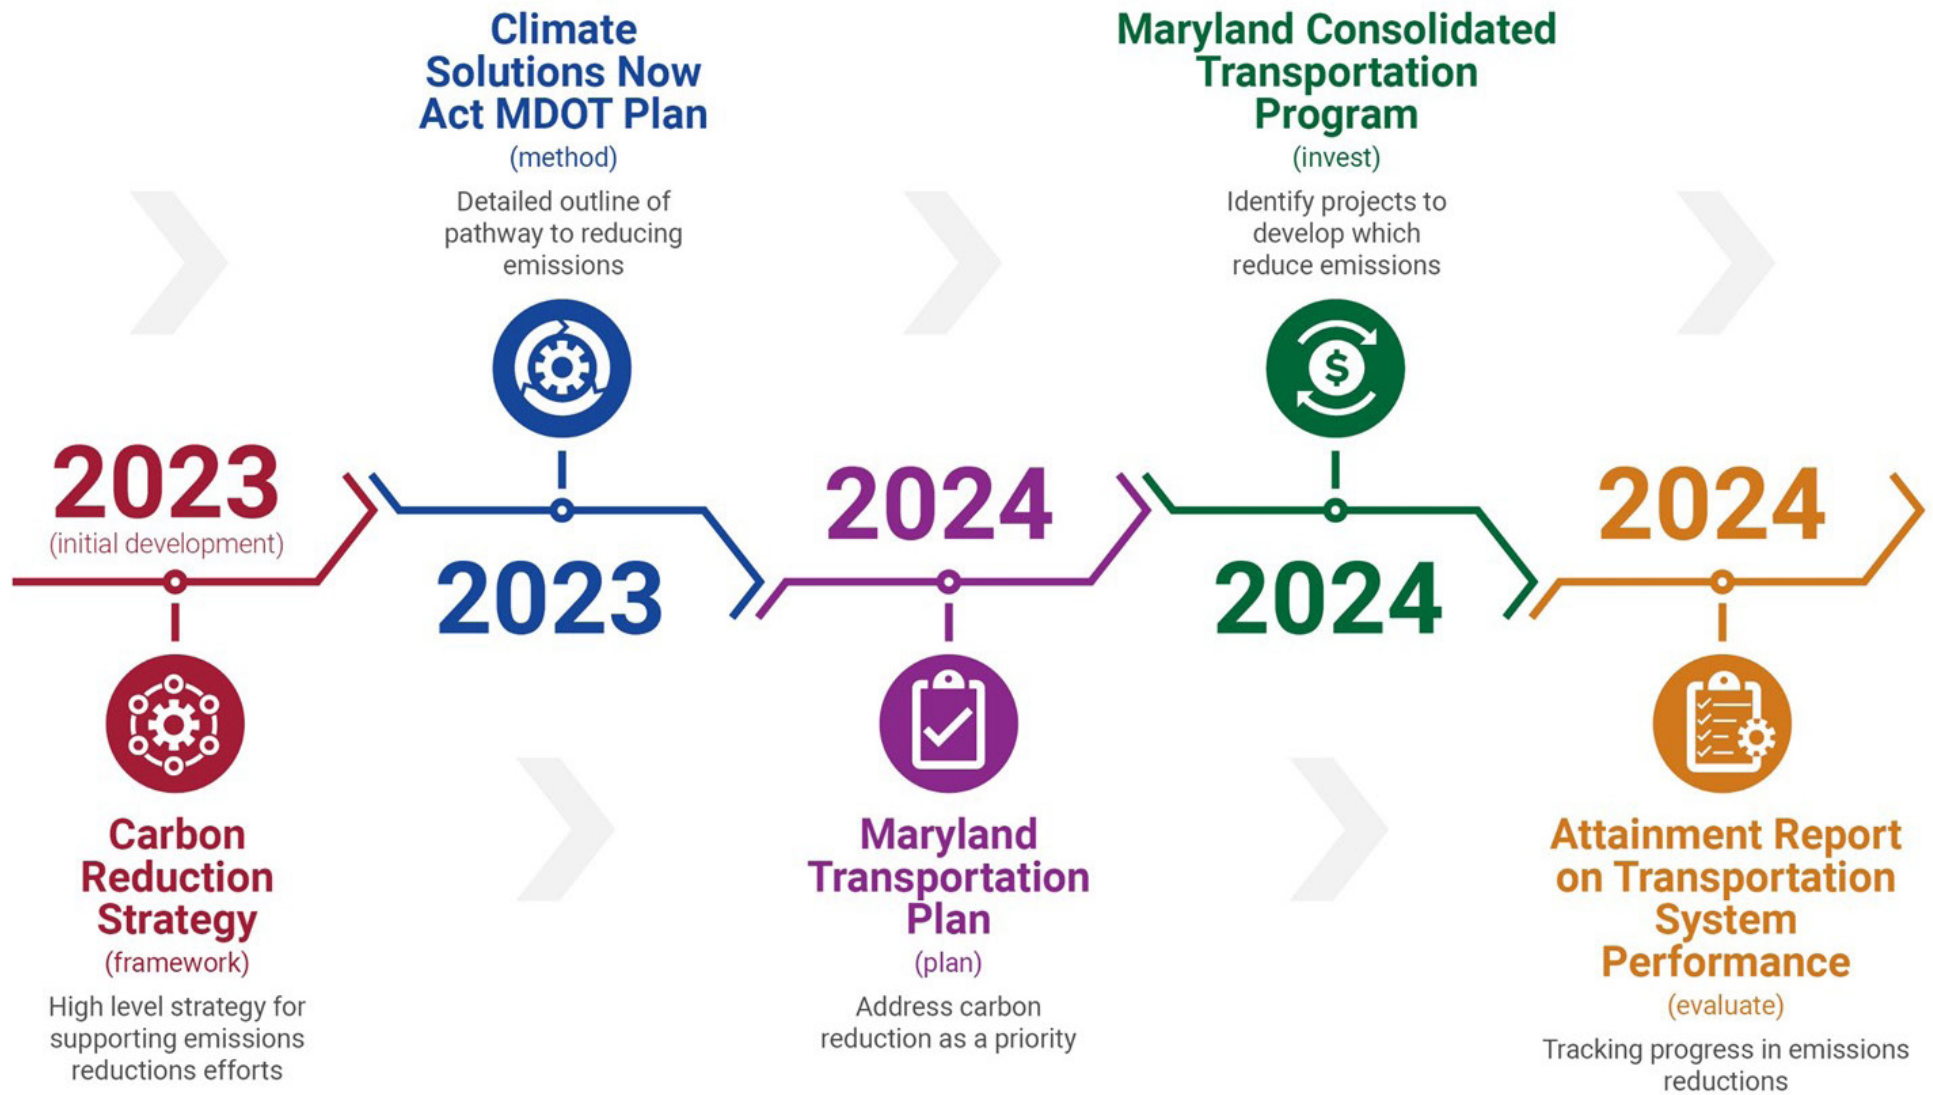 2023
(initial development)
Carbon
Reduction
Strategy
(framework)
High level strategy for
supporting emissions
reductions efforts
Climate
Solutions Now
Act MDOT Plan
(method)
Detailed outline of
pathway to reducing
emissions
2023
2024
Maryland
Transportation
Plan
(plan)
Address carbon
reduction as a priority
Maryland Consolidated
Transportation
Program
(invest)
Identify projects to
develop which
reduce emissions
$
2024
2024
Attainment Report
on Transportation
System
Performance
(evaluate)
Tracking progress in emissions
reductions